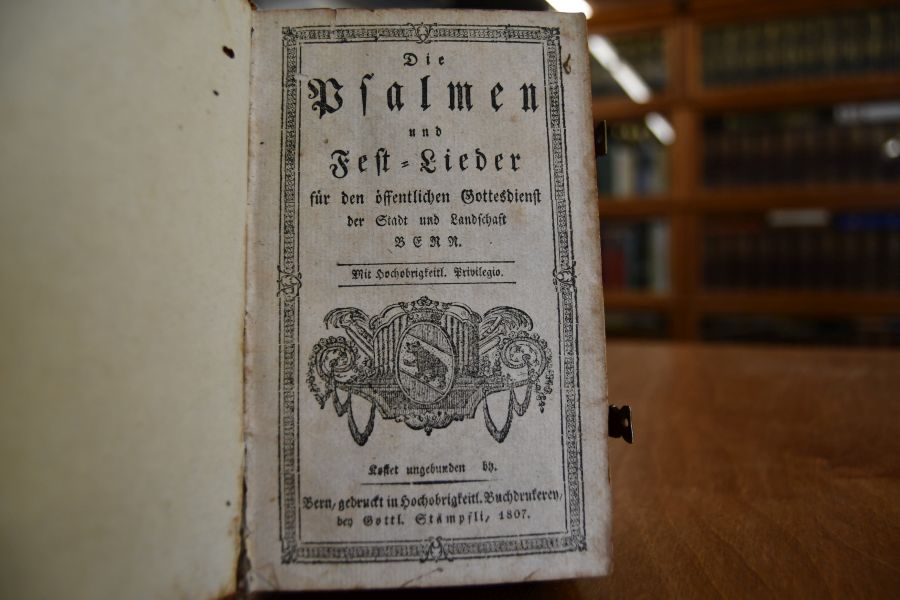 Die
Psalmen
und
Fest-Lieder
für den öffentlichen Gottesdienst
der Stadt und Landschaft
BERN.
Mit Hochobrigkeitl. Privilegio.
Kostet ungebunden bz.
Bern, gedruckt in Hochobrigkeitl. Buchdrukerey,
bey Gottl. Stämpfli, 1807.